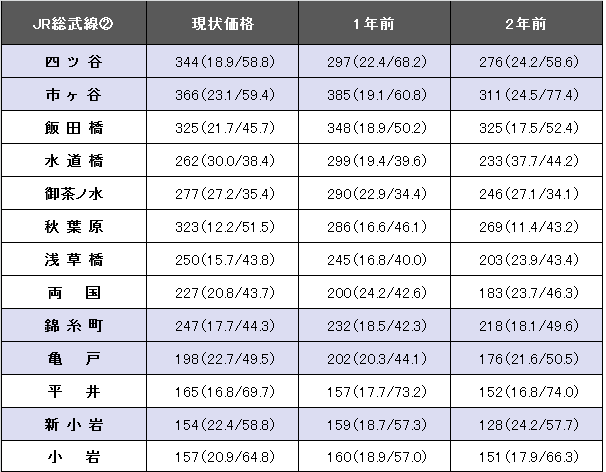 JR総武線② 現状価格 1年前 2年前
四ツ谷 344(18.9/58.8) 297(22.4/68.2) 276(24.2/58.6)
市ヶ谷 366(23.1/59.4) 385(19.1/60.8) 311(24.5/77.4)
飯田橋 325(21.7/45.7) 348(18.9/50.2) 325(17.5/52.4)
水道橋 262(30.0/38.4) 299(19.4/39.6) 233(37.7/44.2)
御茶ノ水 277(27.2/35.4) 290(22.9/34.4) 246(27.1/34.1)
秋葉原 323(12.2/51.5) 286(16.6/46.1) 269(11.4/43.2)
浅草橋 250(15.7/43.8) 245(16.8/40.0) 203(23.9/43.4)
両国 227(20.8/43.7) 200(24.2/42.6) 183(23.7/46.3)
錦糸町 247(17.7/44.3) 232(18.5/42.3) 218(18.1/49.6)
亀戸 198(22.7/49.5) 202(20.3/44.1) 176(21.6/50.5)
平井 165(16.8/69.7) 157(17.7/73.2) 152(16.8/74.0)
新小岩 154(22.4/58.8) 159(18.7/57.3) 128(24.2/57.7)
小岩 157(20.9/64.8) 160(18.9/57.0) 151(17.9/66.3)